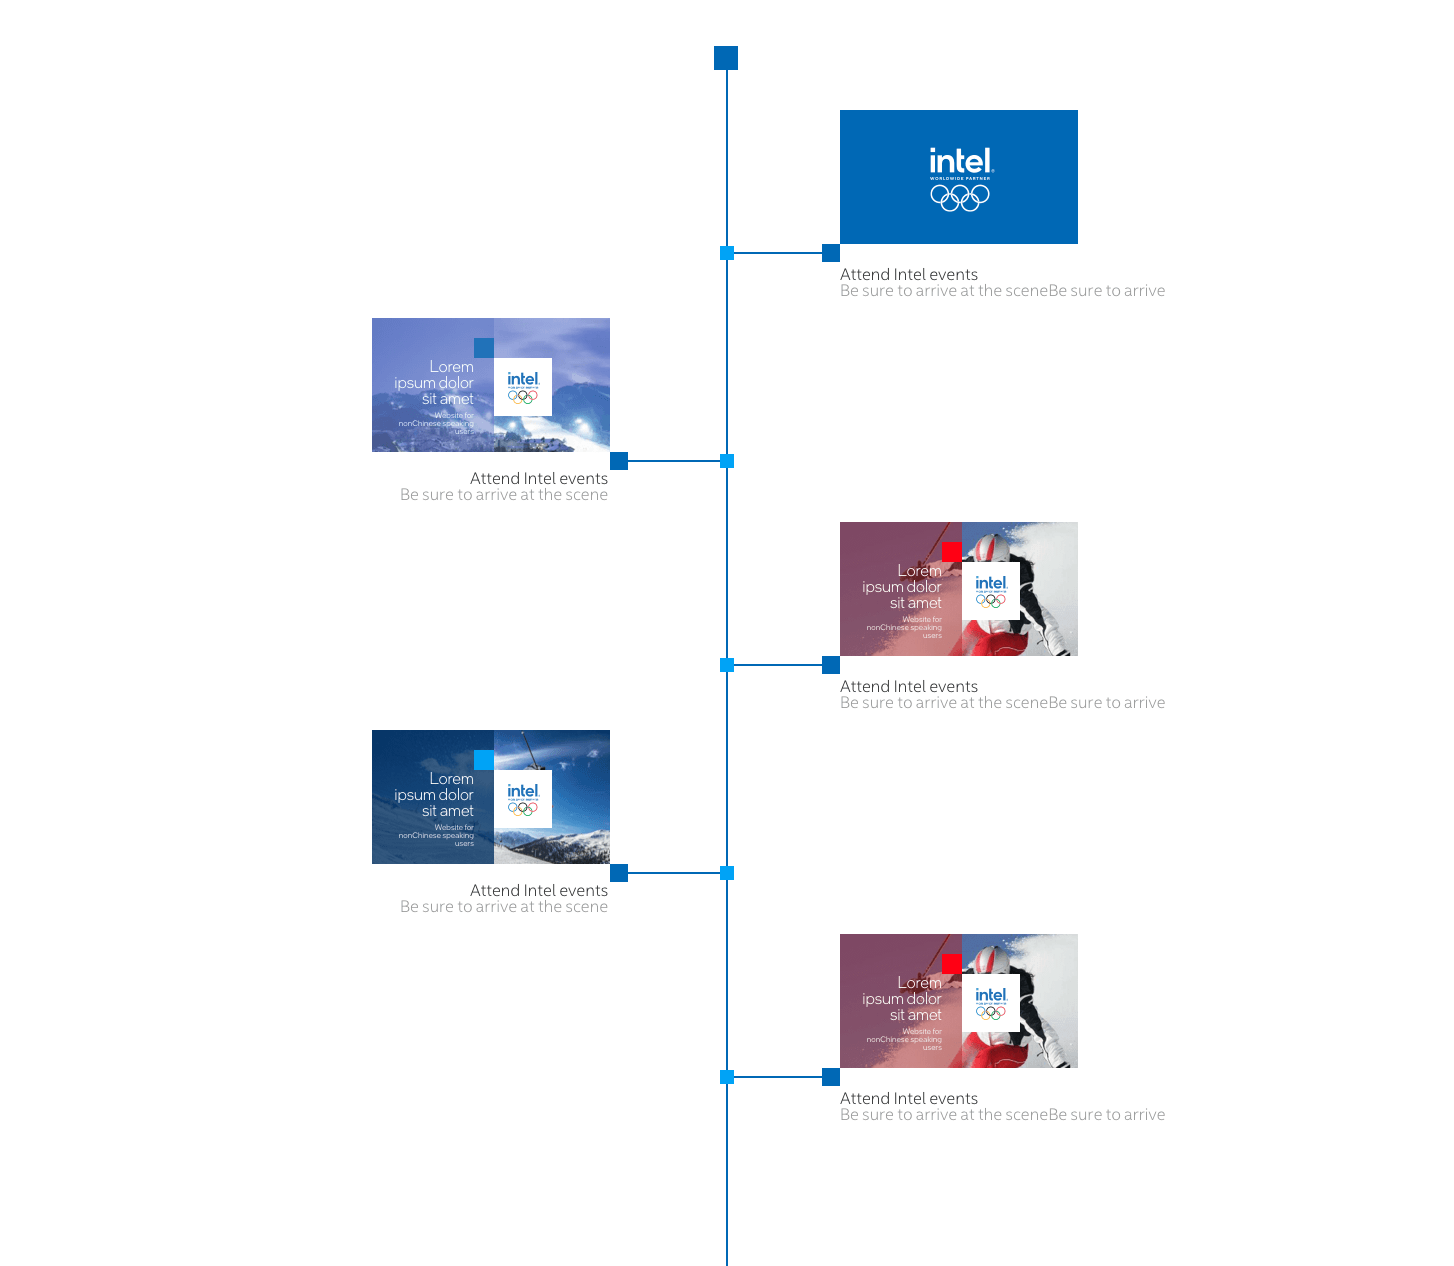 intel
WORLDWIDE PARTNER
Attend Intel events
Be sure to arrive at the sceneBe sure to arrive
Lorem
ipsum dolor
sit amet
Website for
nonChinese speaking
users
intel
Attend Intel events
Be sure to arrive at the scene
Lorem
ipsum dolor
sit amet
Website for
nonChinese speaking
users
intel
Attend Intel events
Be sure to arrive at the sceneBe sure to arrive
Lorem
ipsum dolor
sit amet
Website for
nonChinese speaking
users
intel
Attend Intel events
Be sure to arrive at the scene
Lorem
ipsum dolor
sit amet
Website for
nonChinese speaking
users
intel
Attend Intel events
Be sure to arrive at the sceneBe sure to arrive